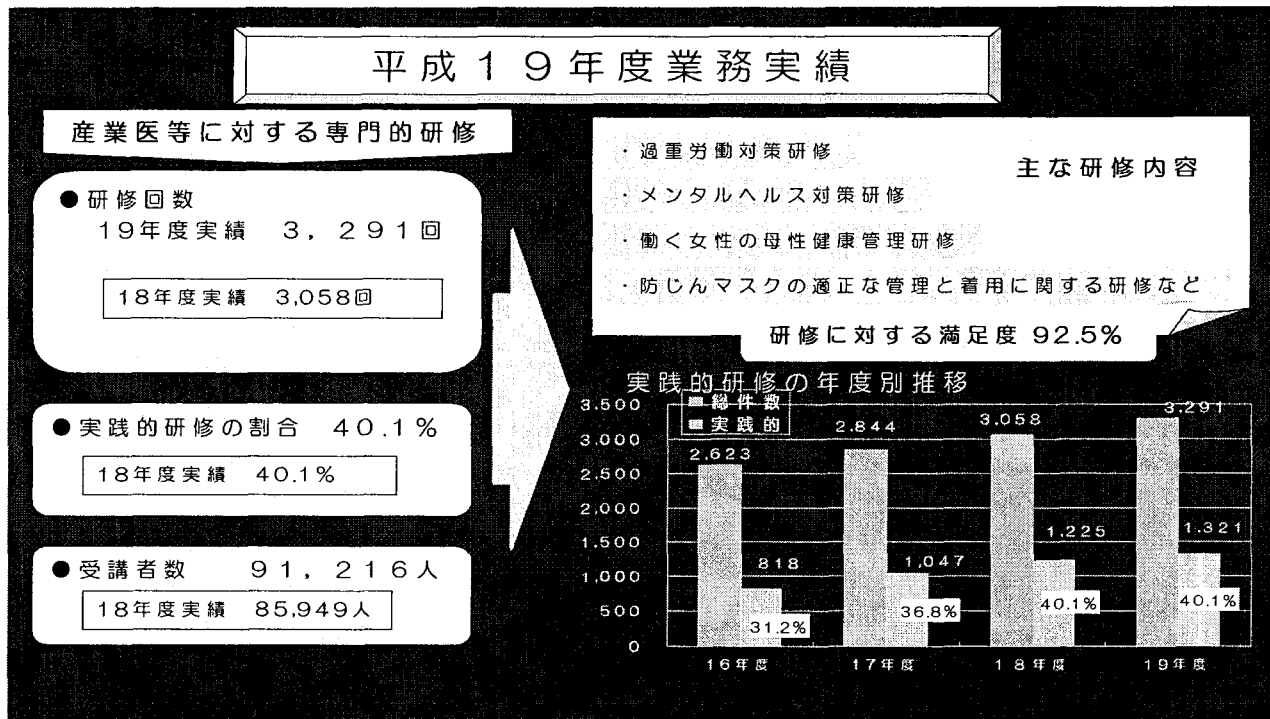 平成１９年度業務実績
産業医等に対する専門的研修
●研修回数
19年度実績 ３，２９１回
18年度実績 3,058回
●実践的研修の割合 40.1%
18年度実績 40.1%
●受講者数 ９１，２１６人
18年度実績 85,949人
主な研修内容
・過重労働対策研修
・メンタルヘルス対策研修
・働く女性の母性健康管理研修
・防じんマスクの適正な管理と着用に関する研修など
研修に対する満足度 92.5%
実践的研修の年度別推移
総件数
実践的
3.500
3.000
2.500
2.000
1.500
1.000
500
0
2.623
818
31.2%
2.844
1,047
36.8%
3.058
1,225
40.1%
3.291
1.321
40.1%
16年度
17年度
18年度
19年度